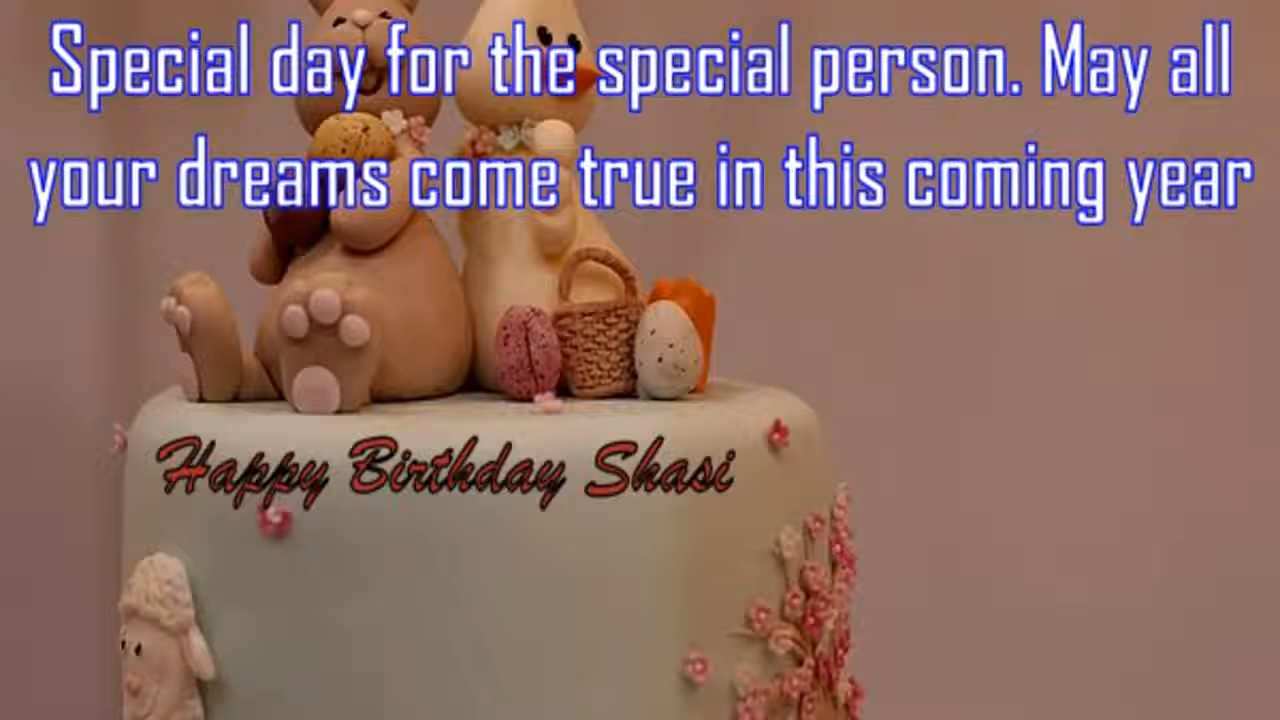 Special day for the special person. May all
your dreams come true in this coming year
Happy Birthday Shasi